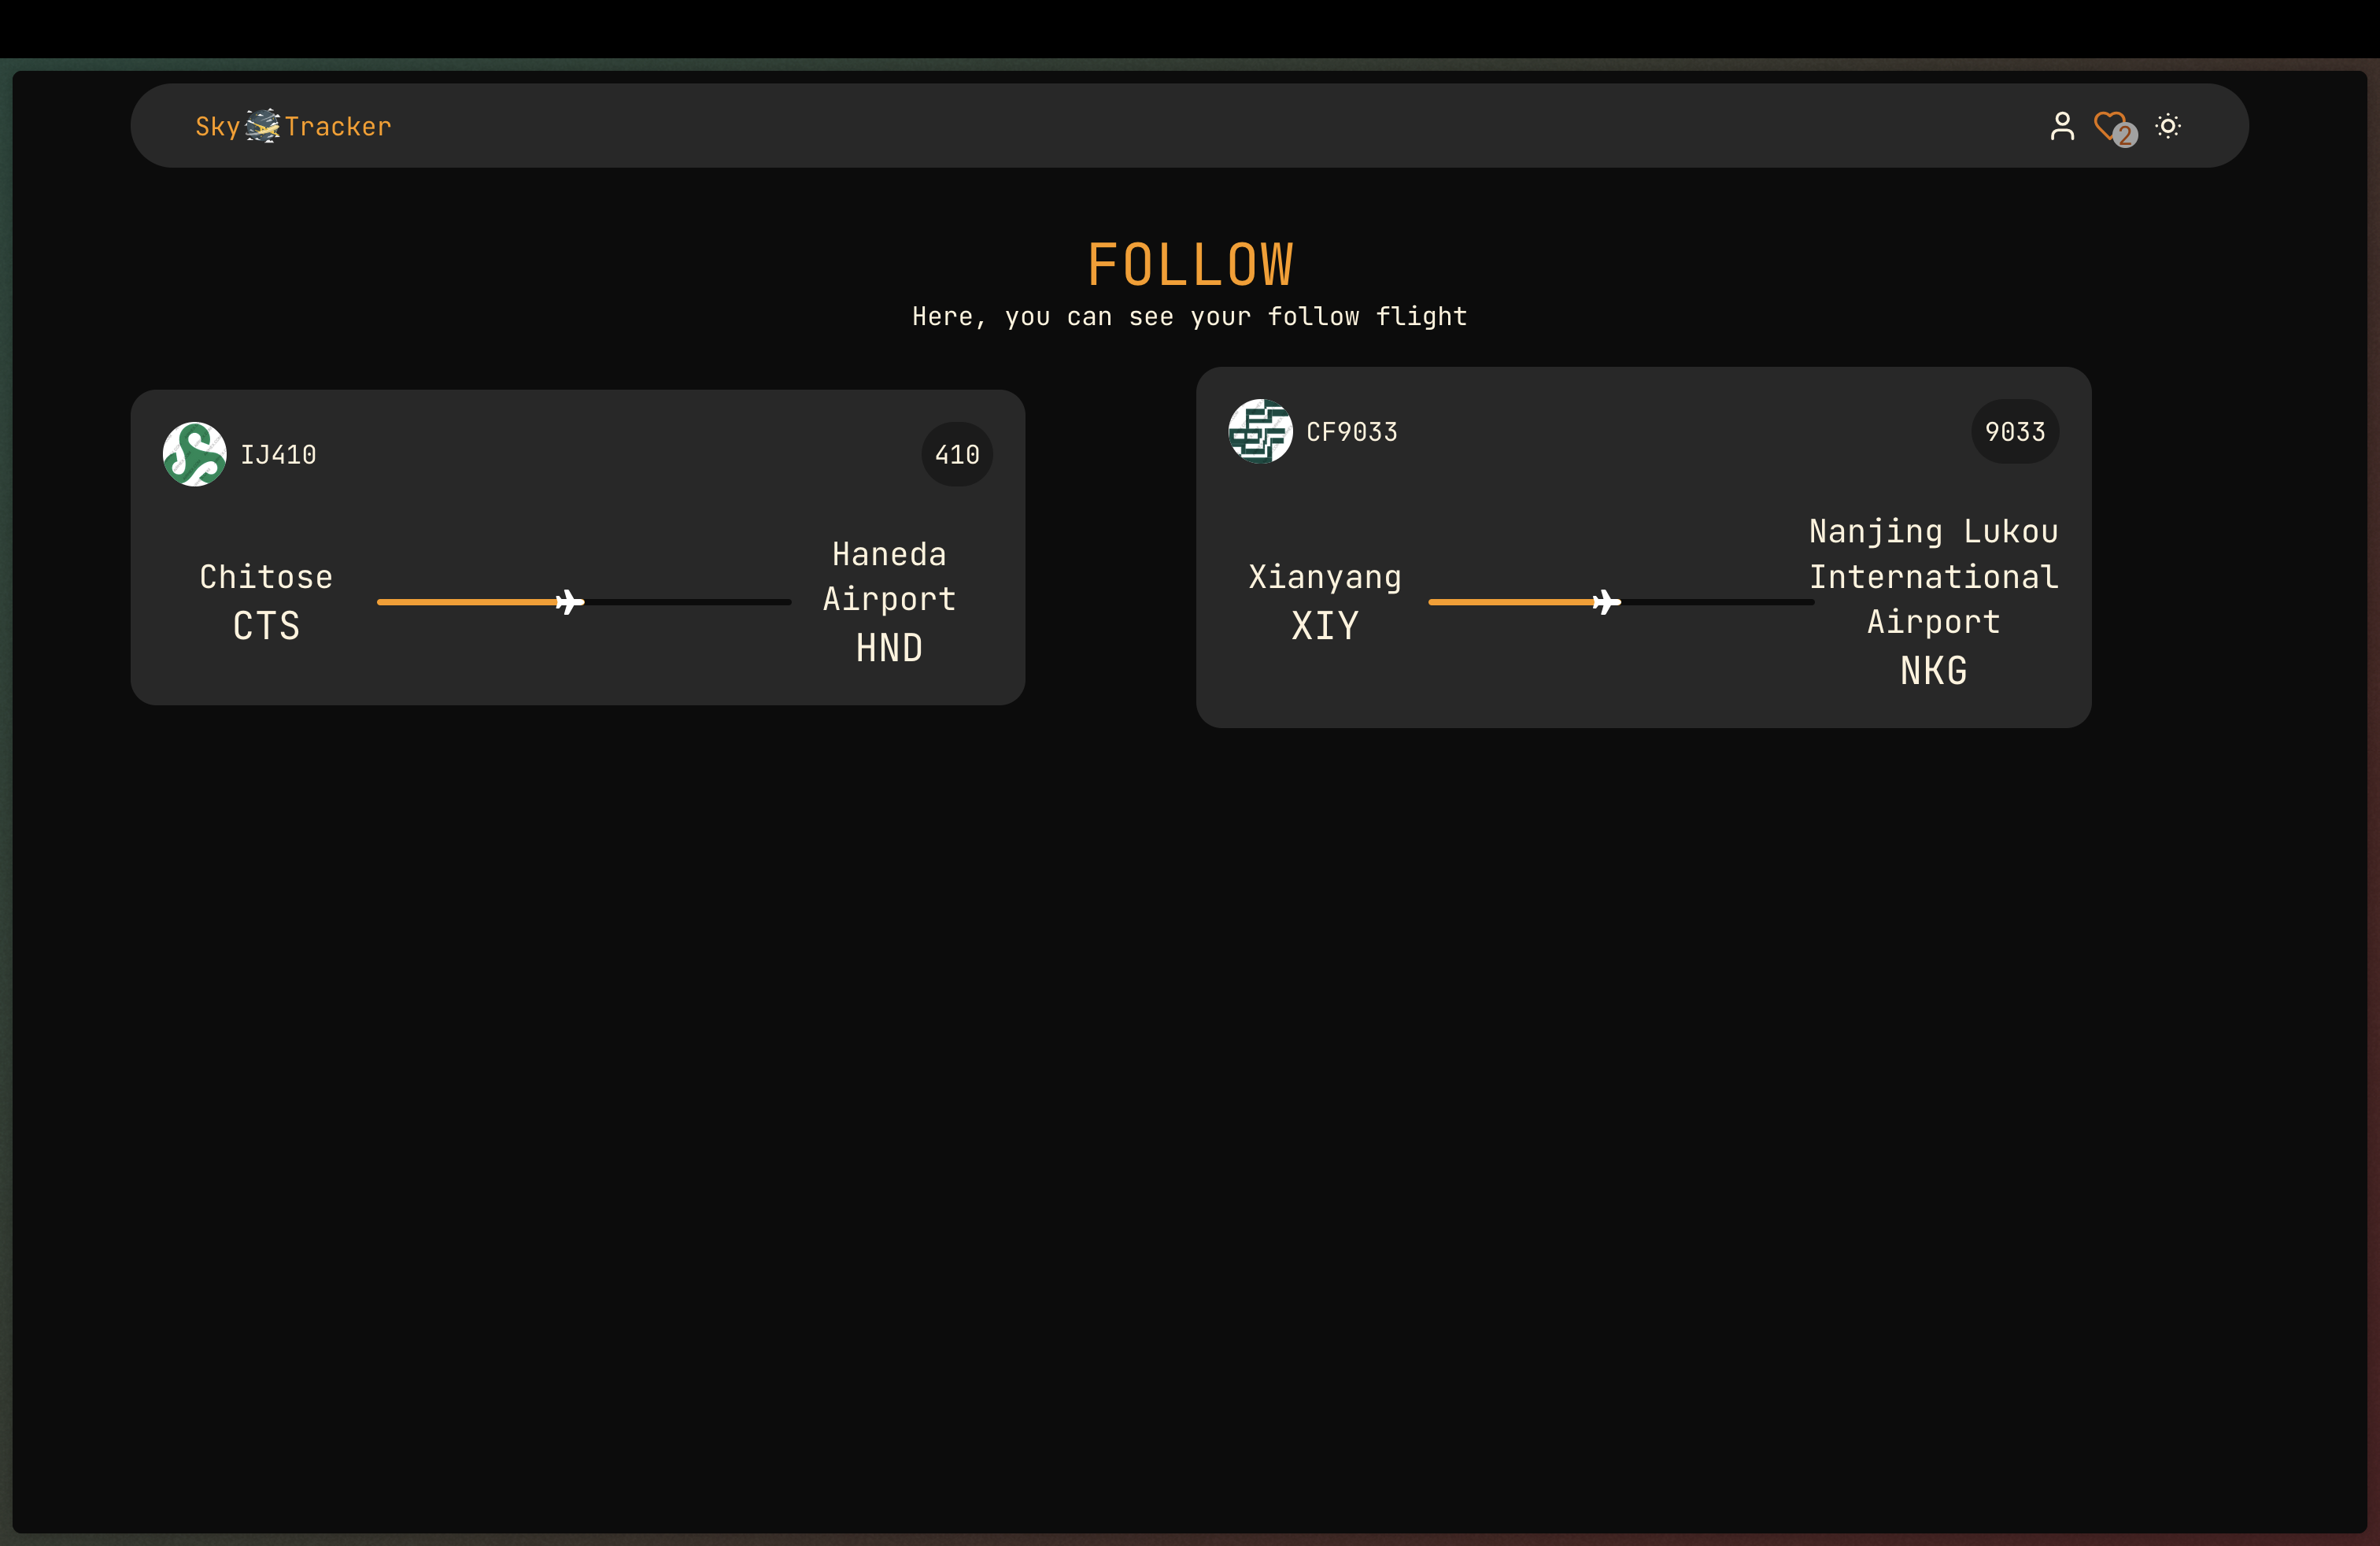 Sky Tracker
2
FOLLOW
Here, you can see your follow flight
IJ410
410
Chitose
CTS
Haneda
Airport
HND
CF9033
9033
Xianyang
XIY
Nanjing Lukou
International
Airport
NKG